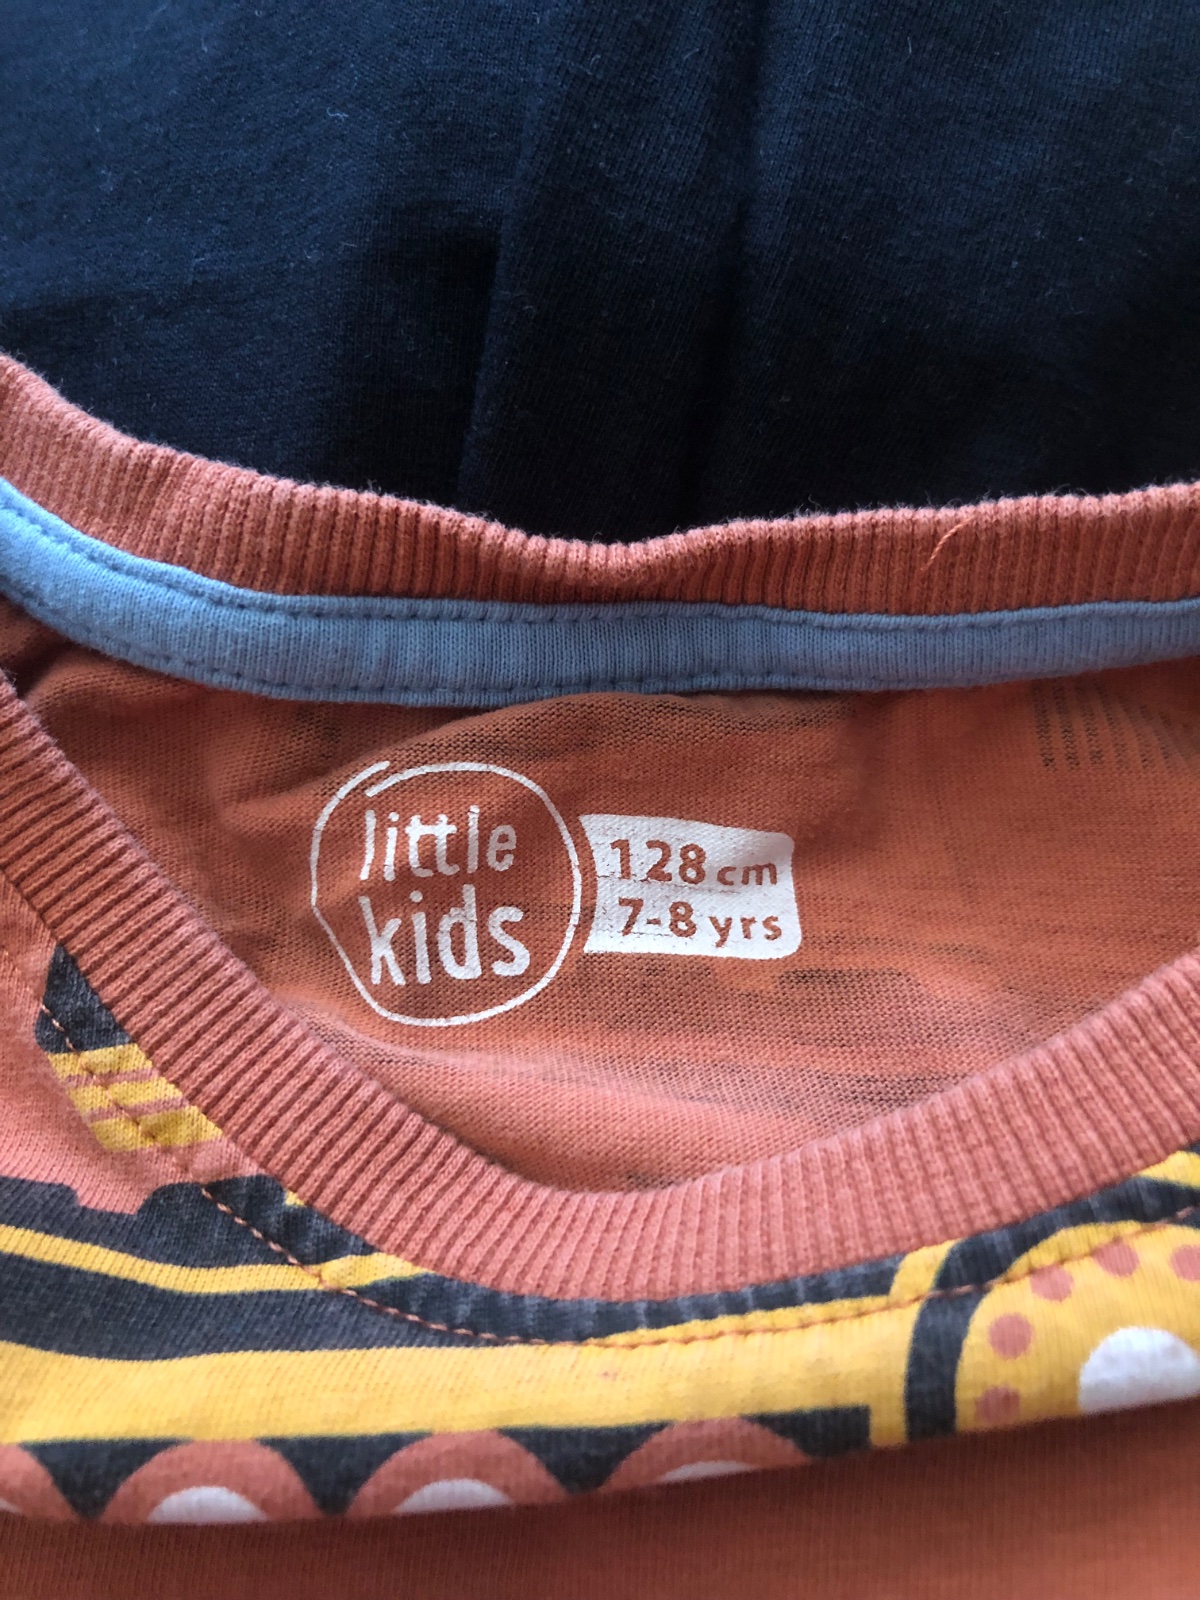 little
kids
128 cm
7-8 yrs